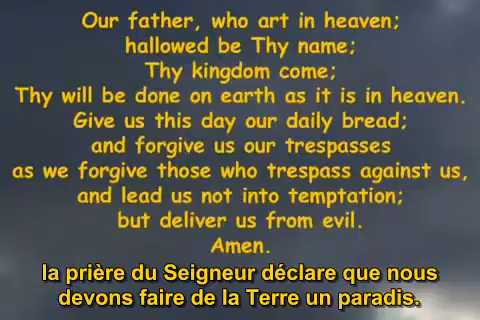 Our father, who art in heaven;
hallowed be Thy name;
Thy kingdom come;
Thy will be done on earth as it is in heaven.
Give us this day our daily bread;
and forgive us our trespasses
as we forgive those who trespass against us,
and lead us not into temptation;
but deliver us from evil.
Amen.
la prière du Seigneur déclare que nous
devons faire de la Terre un paradis.